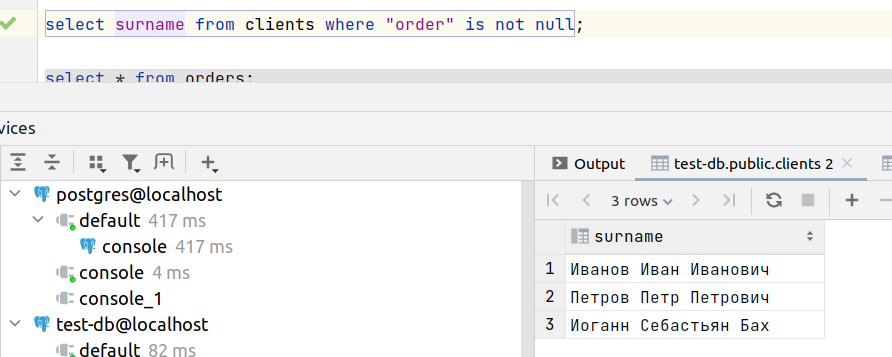 select surname from clients where "order" is not null;
select * from orders;
vices
Output
test-db.public.clients 2
postgres@localhost
default 417 ms
console 417 ms
console 4 ms
console_1
test-db@localhost
default 82 ms
3 rows
surname
1 Иванов Иван Иванович
2 Петров Петр Петрович
3 Иоганн Себастьян Бах